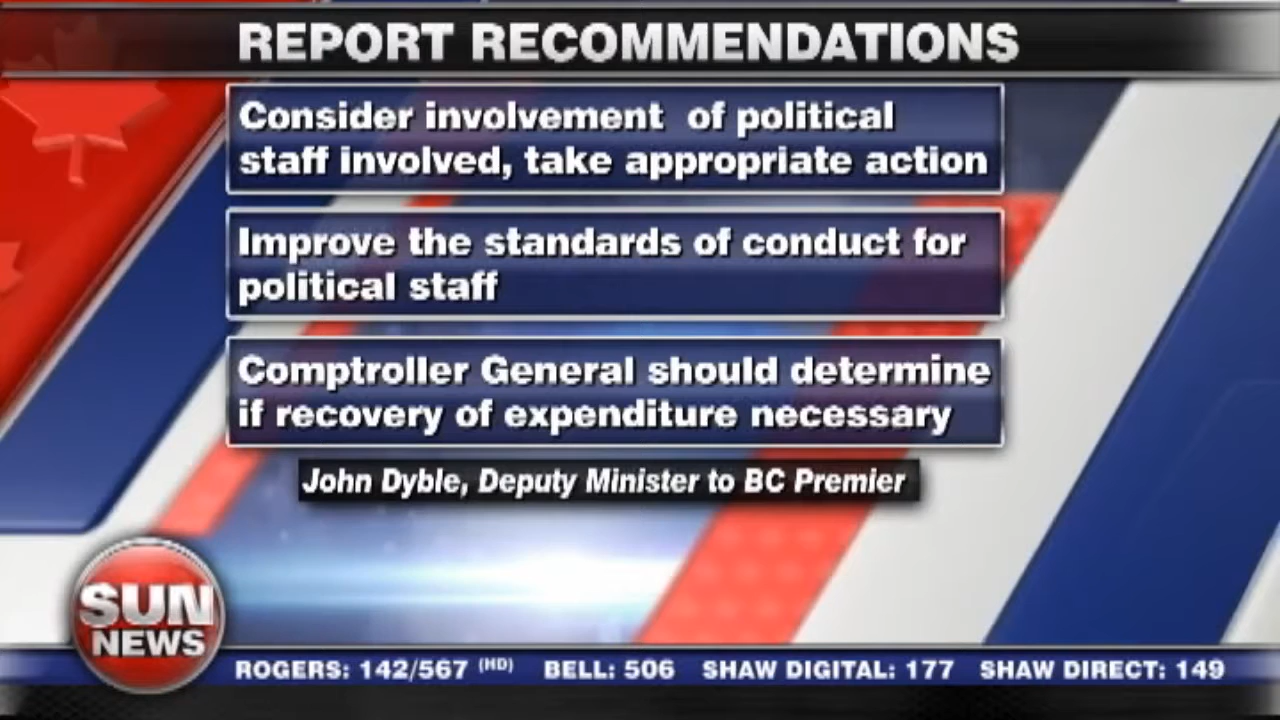 REPORT RECOMMENDATIONS
Consider involvement of political
staff involved, take appropriate action
Improve the standards of conduct for
political staff
Comptroller General should determine
if recovery of expenditure necessary
John Dyble, Deputy Minister to BC Premier
SUN
NEWS
ROGERS: 142/567 (HD) BELL: 506 SHAW DIGITAL: 177 SHAW DIRECT: 149